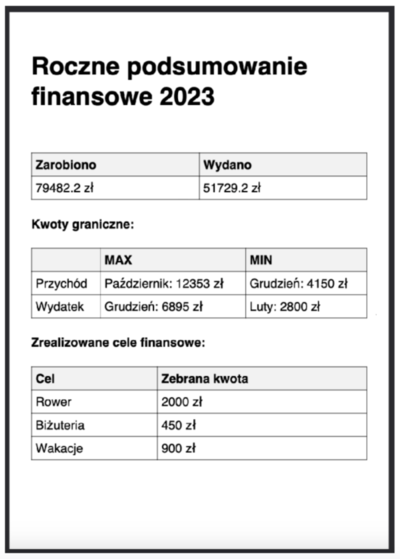 Roczne podsumowanie
finansowe 2023
Zarobiono Wydano
79482.2 zł 51729.2 zł
Kwoty graniczne:
MAX MIN
Przychód Październik: 12353 zł Grudzień: 4150 zł
Wydatek Grudzień: 6895 zł Luty: 2800 zł
Zrealizowane cele finansowe:
Cel Zebrana kwota
Rower 2000 zł
Biżuteria 450 zł
Wakacje 900 zł